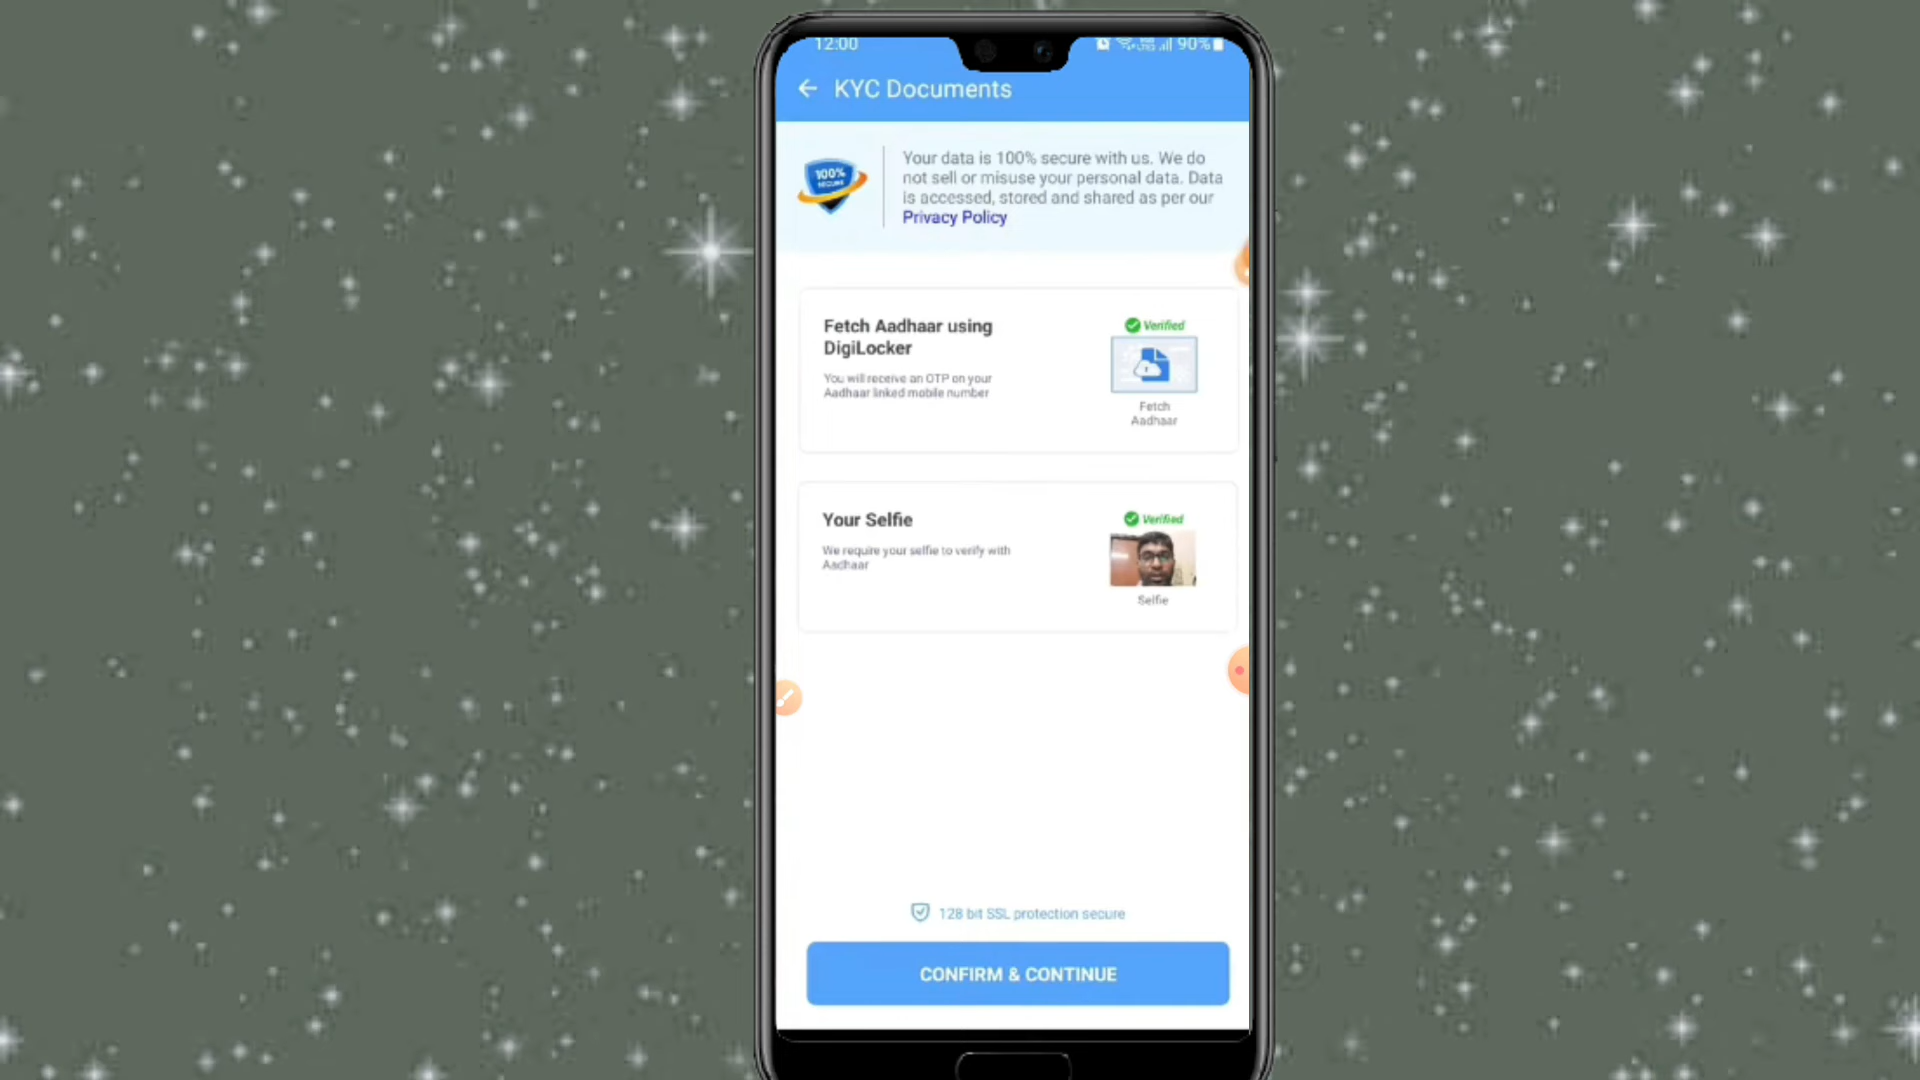 12:00
90%
KYC Documents
100%
SECURE
Your data is 100% secure with us. We do
not sell or misuse your personal data. Data
is accessed, stored and shared as per our
Privacy Policy
Fetch Aadhaar using
DigiLocker
You will receive an OTP on your
Aadhaar linked mobile number
Verified
Fetch
Aadhaar
Your Selfie
We require your selfie to verify with
Aadhaar
Verified
Selfie
128 bit SSL protection secure
CONFIRM & CONTINUE